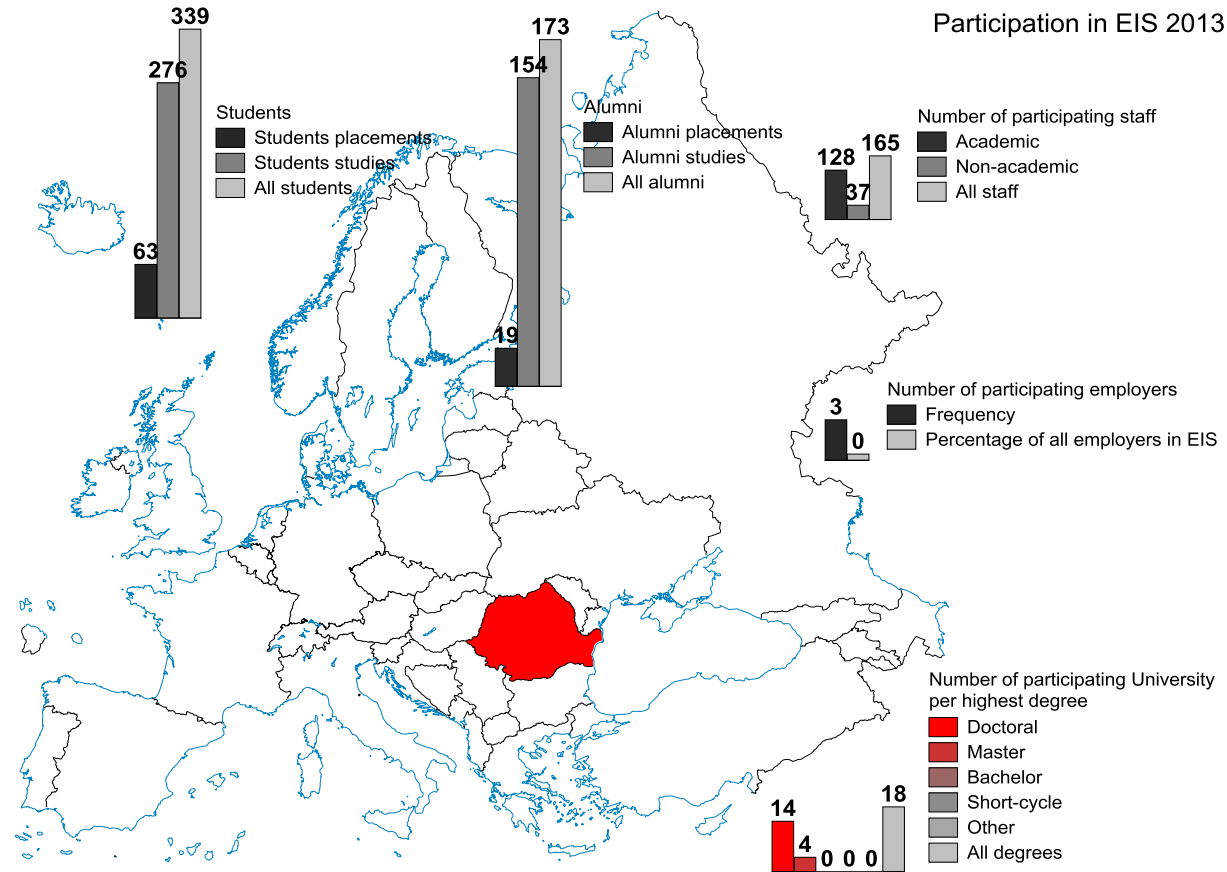 Participation in EIS 2013
339
276
63
Students
Students placements
Students studies
All students
173
154
19
Alumni
Alumni placements
Alumni studies
All alumni
128
37
165
Number of participating staff
Academic
Non-academic
All staff
3
0
Number of participating employers
Frequency
Percentage of all employers in EIS
Number of participating University
per highest degree
Doctoral
Master
Bachelor
Short-cycle
Other
All degrees
14
4
0 0 0
18